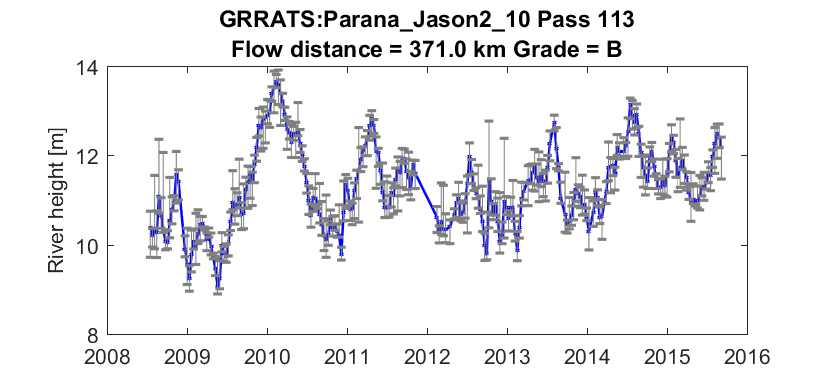 GRRATS:Parana_Jason2_10 Pass 113
Flow distance = 371.0 km Grade = B
14
12
10
8
River height [m]
2008 2009 2010 2011 2012 2013 2014 2015 2016